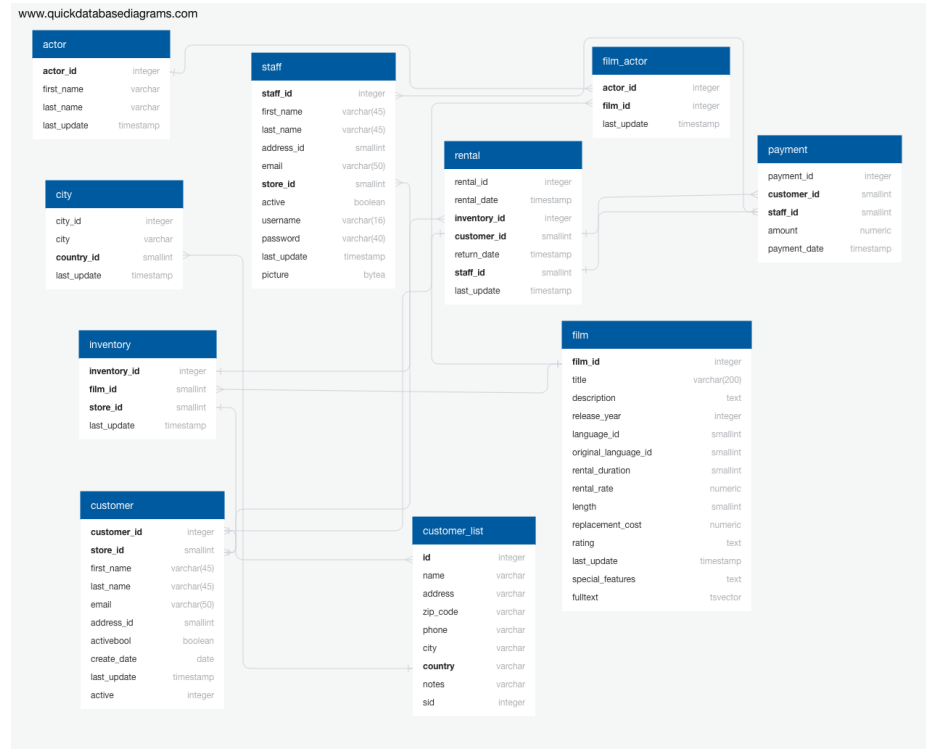 www.quickdatabasediagrams.com
actor
actor_id integer
first_name varchar
last_name varchar
last_update timestamp
staff
staff_id integer
first_name varchar(45)
last_name varchar(45)
address_id smallint
email varchar(50)
store_id smallint
active boolean
username varchar(16)
password varchar(40)
last_update timestamp
picture bytea
film_actor
actor_id integer
film_id integer
last_update timestamp
rental
rental_id integer
rental_date timestamp
inventory_id integer
customer_id smallint
return_date timestamp
staff_id smallint
last_update timestamp
payment
payment_id integer
customer_id smallint
staff_id smallint
amount numeric
payment_date timestamp
city
city_id integer
city varchar
country_id smallint
last_update timestamp
inventory
inventory_id integer
film_id smallint
store_id smallint
last_update timestamp
film
film_id integer
title varchar(200)
description text
release_year integer
language_id smallint
original_language_id smallint
rental_duration smallint
rental_rate numeric
length smallint
replacement_cost numeric
rating text
last_update timestamp
special_features text
fulltext tsvector
customer
customer_id integer
store_id smallint
first_name varchar(45)
last_name varchar(45)
email varchar(50)
address_id smallint
activebool boolean
create_date date
last_update timestamp
active integer
customer_list
id integer
name varchar
address varchar
zip_code varchar
phone varchar
city varchar
country varchar
notes varchar
sid integer